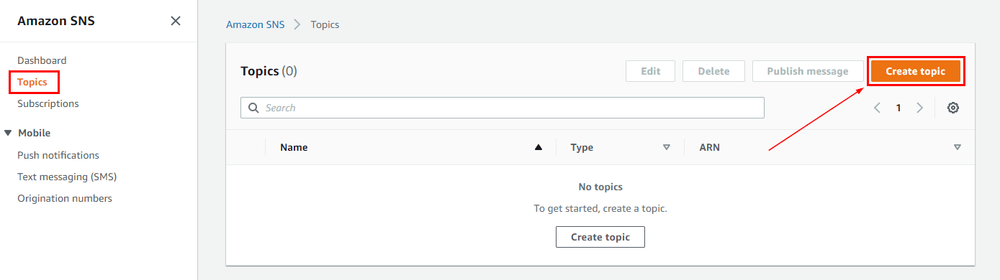 Amazon SNS
Dashboard
Topics
Subscriptions
Mobile
Push notifications
Text messaging (SMS)
Origination numbers
Amazon SNS > Topics
Topics (0)
Edit
Delete
Publish message
Create topic
Search
1
Name
Type
ARN
No topics
To get started, create a topic.
Create topic